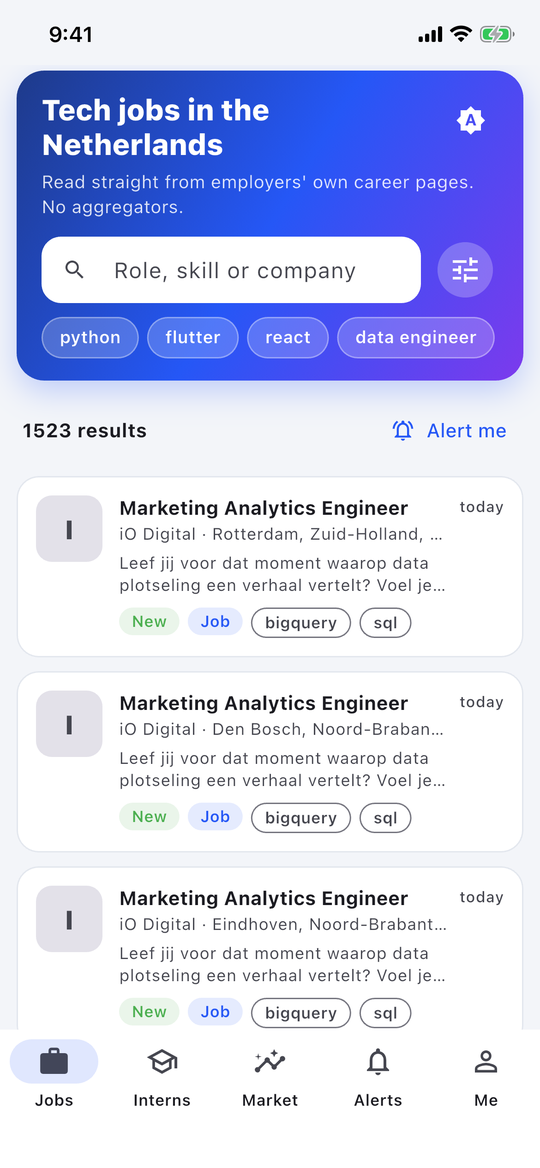 9:41
Tech jobs in the
Netherlands
A
Read straight from employers' own career pages.
No aggregators.
Role, skill or company
python flutter react data engineer
1523 results Alert me
I
Marketing Analytics Engineer today
iO Digital · Rotterdam, Zuid-Holland, ...
Leef jij voor dat moment waarop data
plotseling een verhaal vertelt? Voel je...
New Job bigquery sql
I
Marketing Analytics Engineer today
iO Digital · Den Bosch, Noord-Braban...
Leef jij voor dat moment waarop data
plotseling een verhaal vertelt? Voel je...
New Job bigquery sql
I
Marketing Analytics Engineer today
iO Digital · Eindhoven, Noord-Brabant...
Leef jij voor dat moment waarop data
plotseling een verhaal vertelt? Voel je...
New Job bigquery sql
Jobs Interns Market Alerts Me